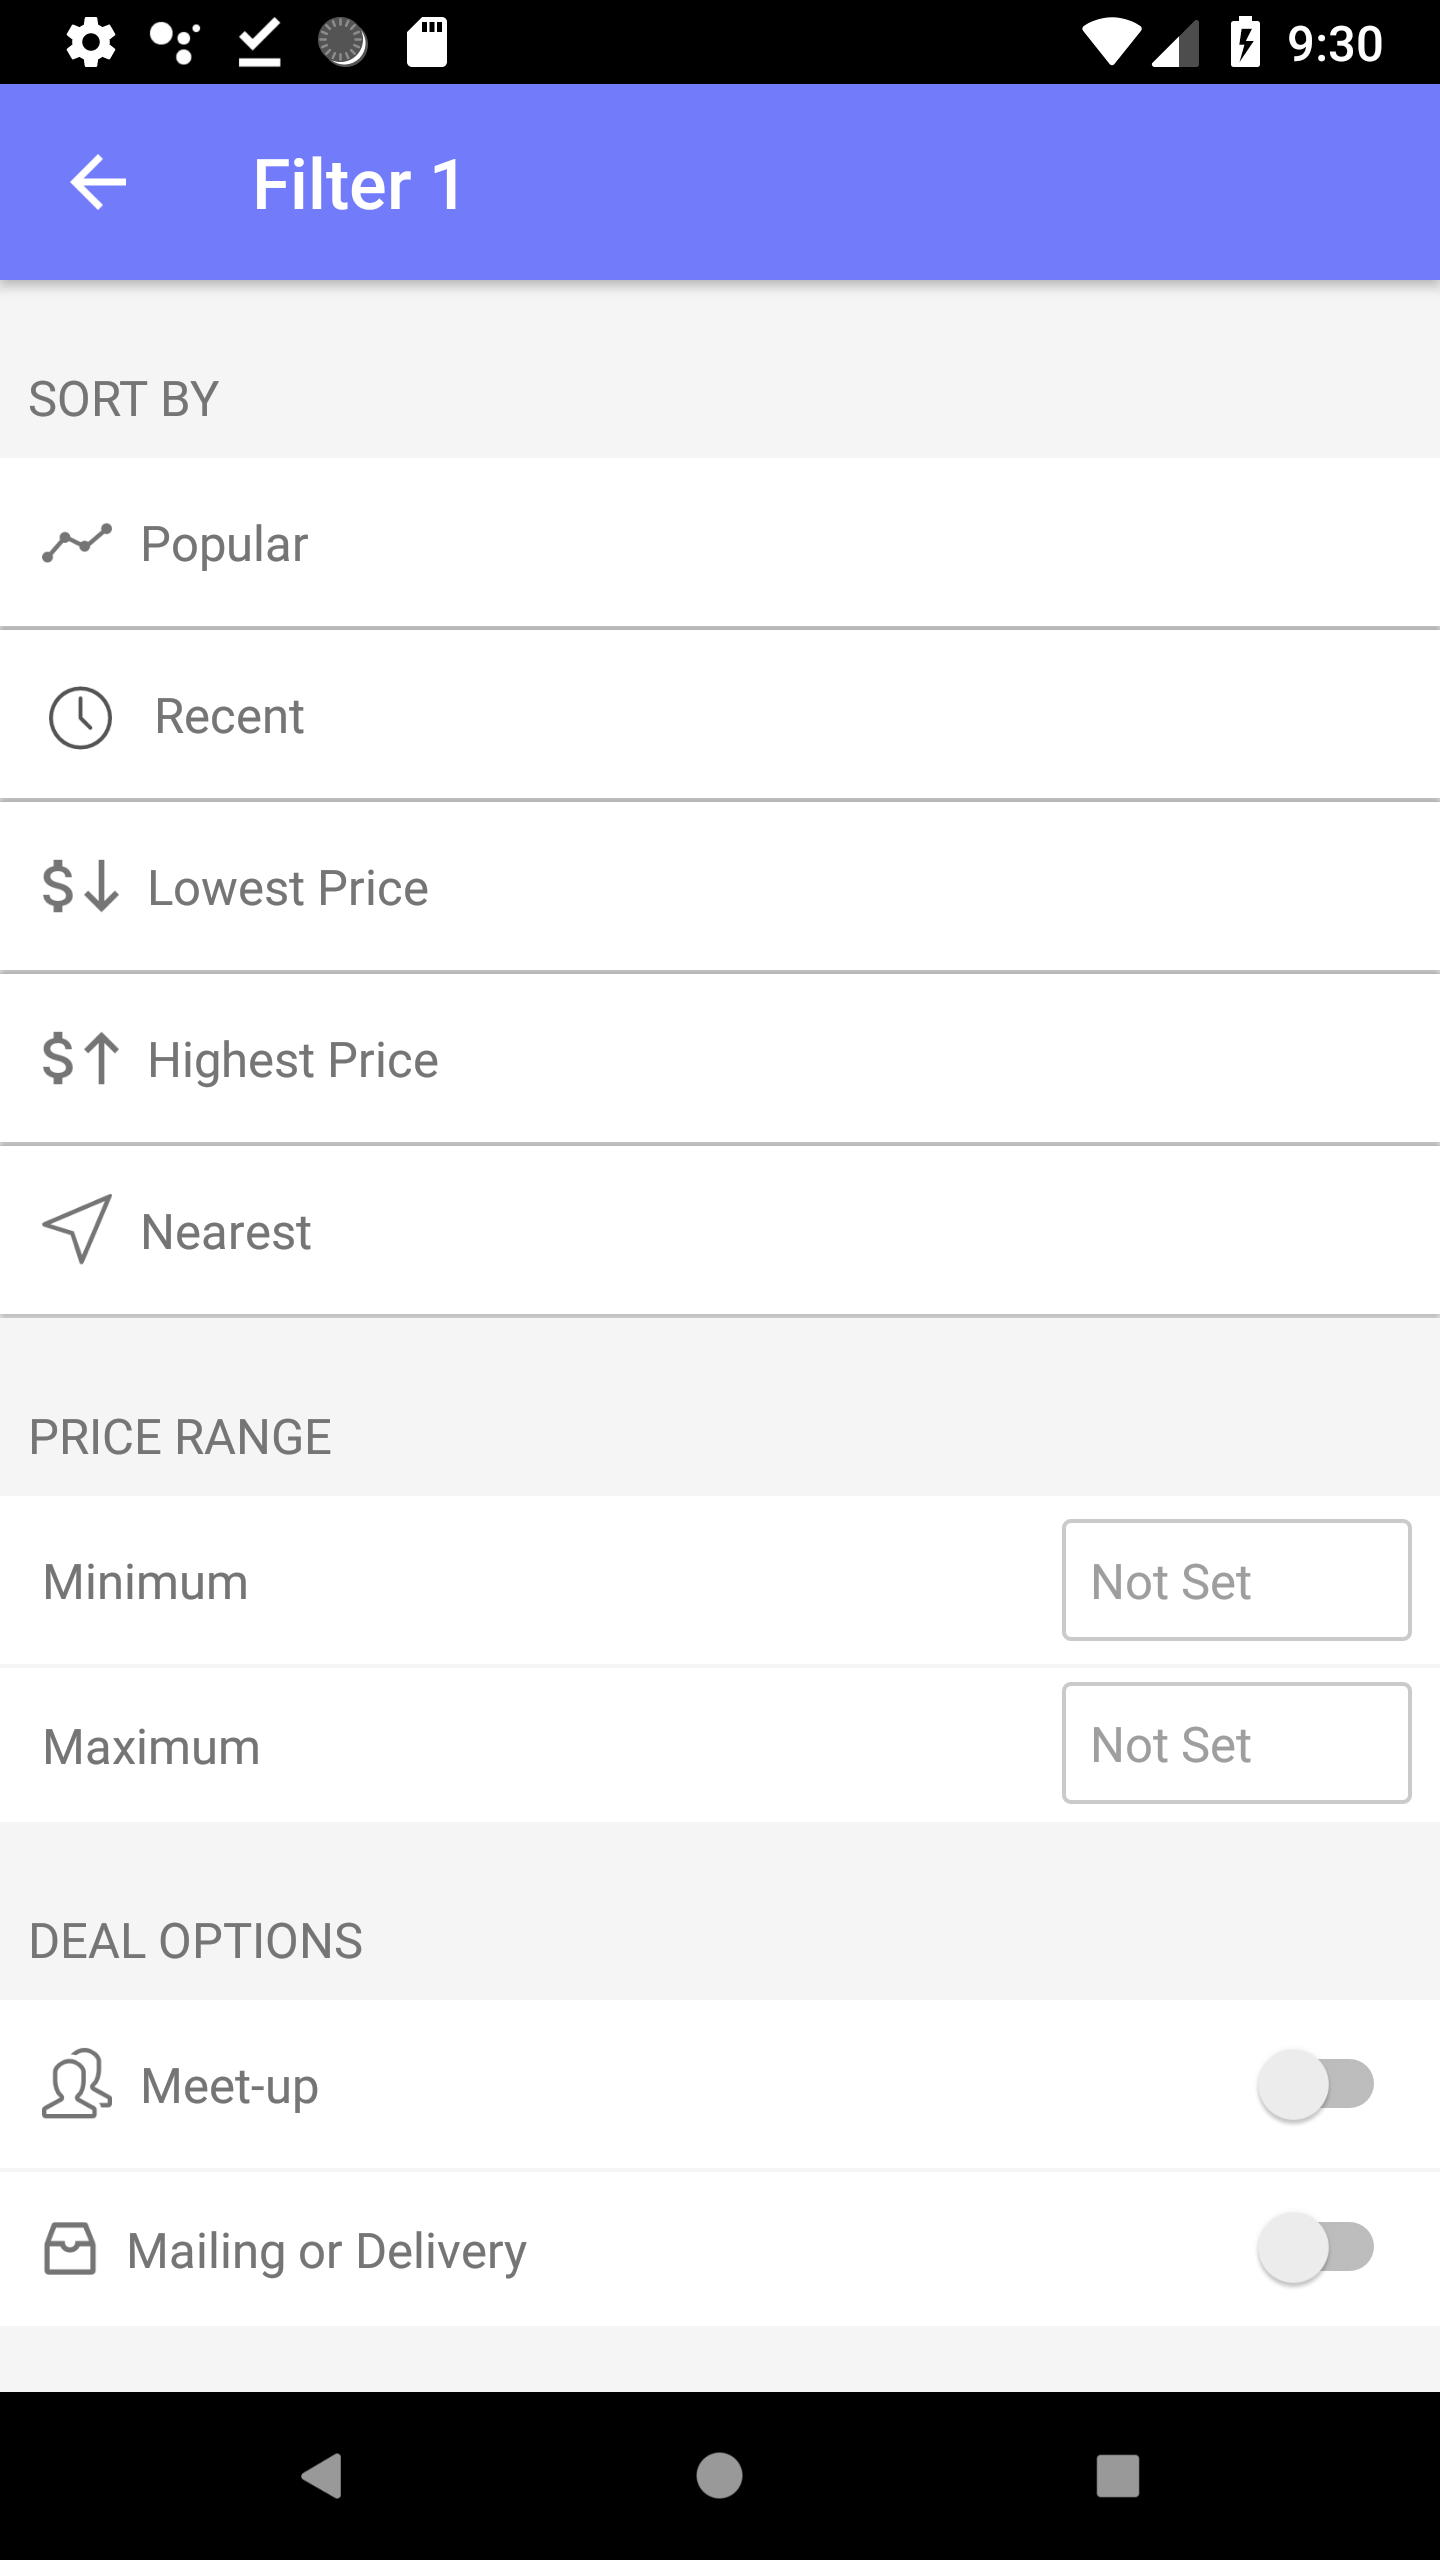 9:30
Filter 1
SORT BY
Popular
Recent
$ Lowest Price
$ Highest Price
Nearest
PRICE RANGE
Minimum Not Set
Maximum Not Set
DEAL OPTIONS
Meet-up
Mailing or Delivery